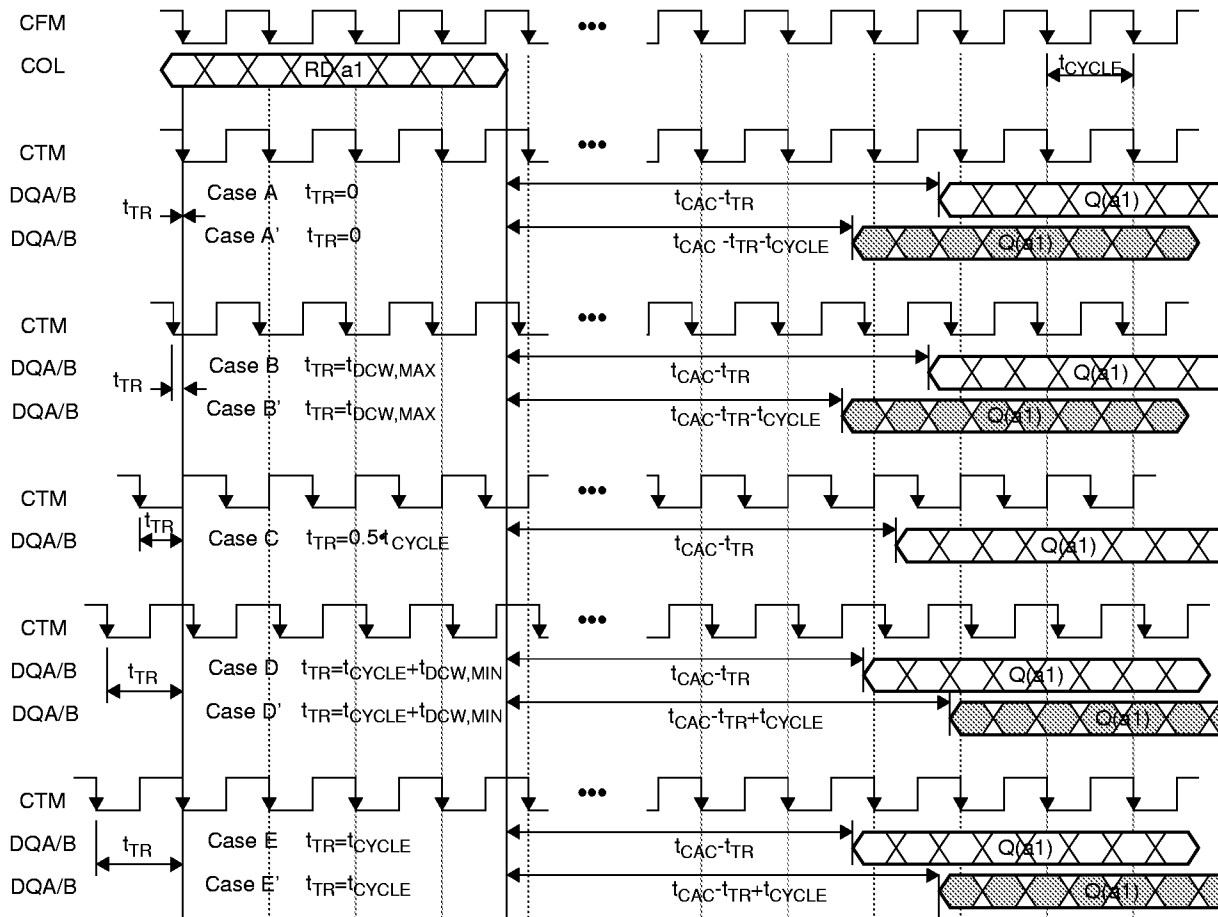 CFM •••
COL RD a1 tCYCLE
CTM •••
DQA/B Case A tTR=0 tCAC-tTR Q(a1)
tTR
DQA/B Case A' tTR=0 tCAC -tTR-tCYCLE Q(a1)
CTM •••
DQA/B Case B tTR=tDCW,MAX tCAC-tTR Q(a1)
tTR
DQA/B Case B' tTR=tDCW,MAX tCAC-tTR-tCYCLE Q(a1)
CTM •••
tTR
DQA/B Case C tTR=0.5•tCYCLE tCAC-tTR Q(a1)
CTM •••
DQA/B tTR Case D tTR=tCYCLE+tDCW,MIN tCAC-tTR Q(a1)
DQA/B Case D' tTR=tCYCLE+tDCW,MIN tCAC-tTR+tCYCLE Q(a1)
CTM •••
DQA/B tTR Case E tTR=tCYCLE tCAC-tTR Q(a1)
DQA/B Case E' tTR=tCYCLE tCAC-tTR+tCYCLE Q(a1)